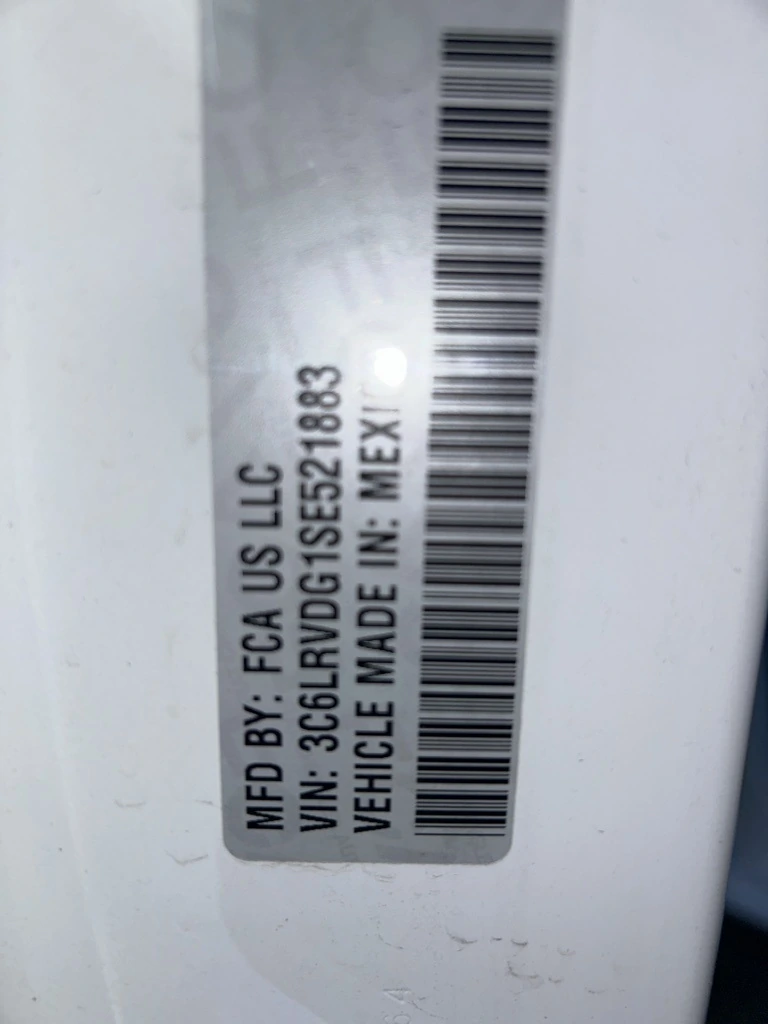 MFD BY: FCA US LLC
VIN: 3C6LRVDG1SE521883
VEHICLE MADE IN: